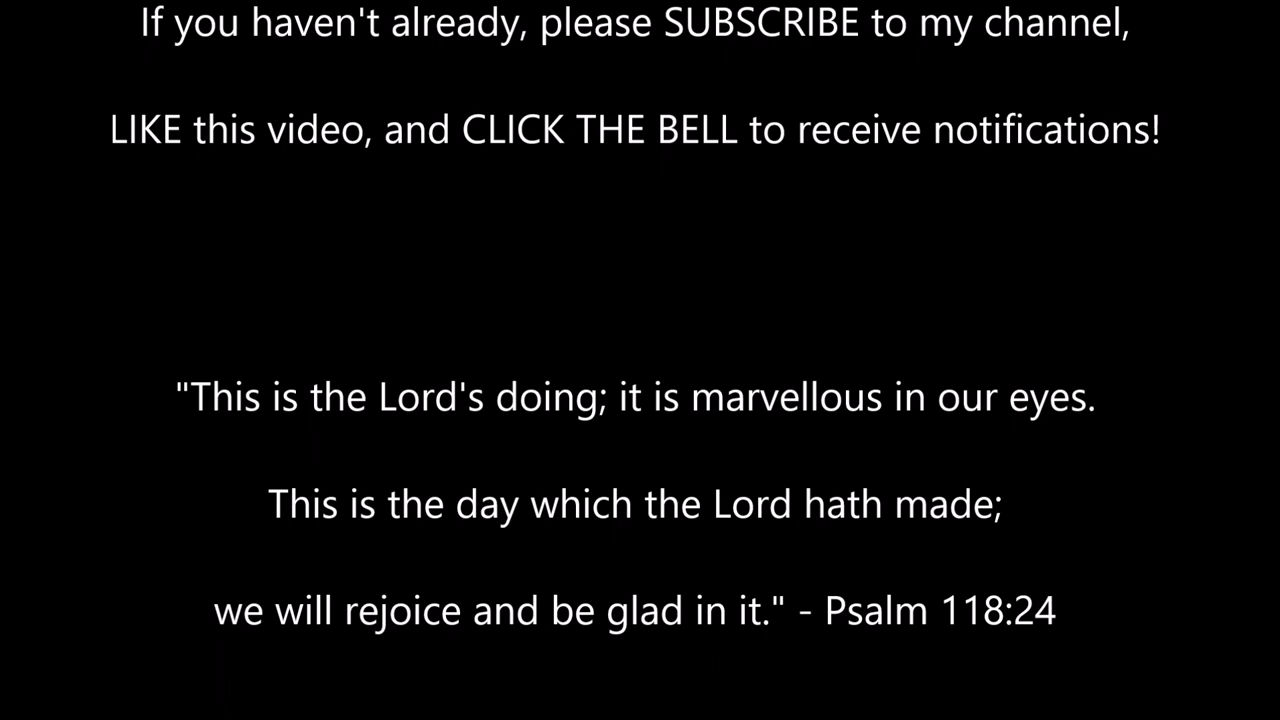 If you haven't already, please SUBSCRIBE to my channel,
LIKE this video, and CLICK THE BELL to receive notifications!
"This is the Lord's doing; it is marvellous in our eyes.
This is the day which the Lord hath made;
we will rejoice and be glad in it." - Psalm 118:24